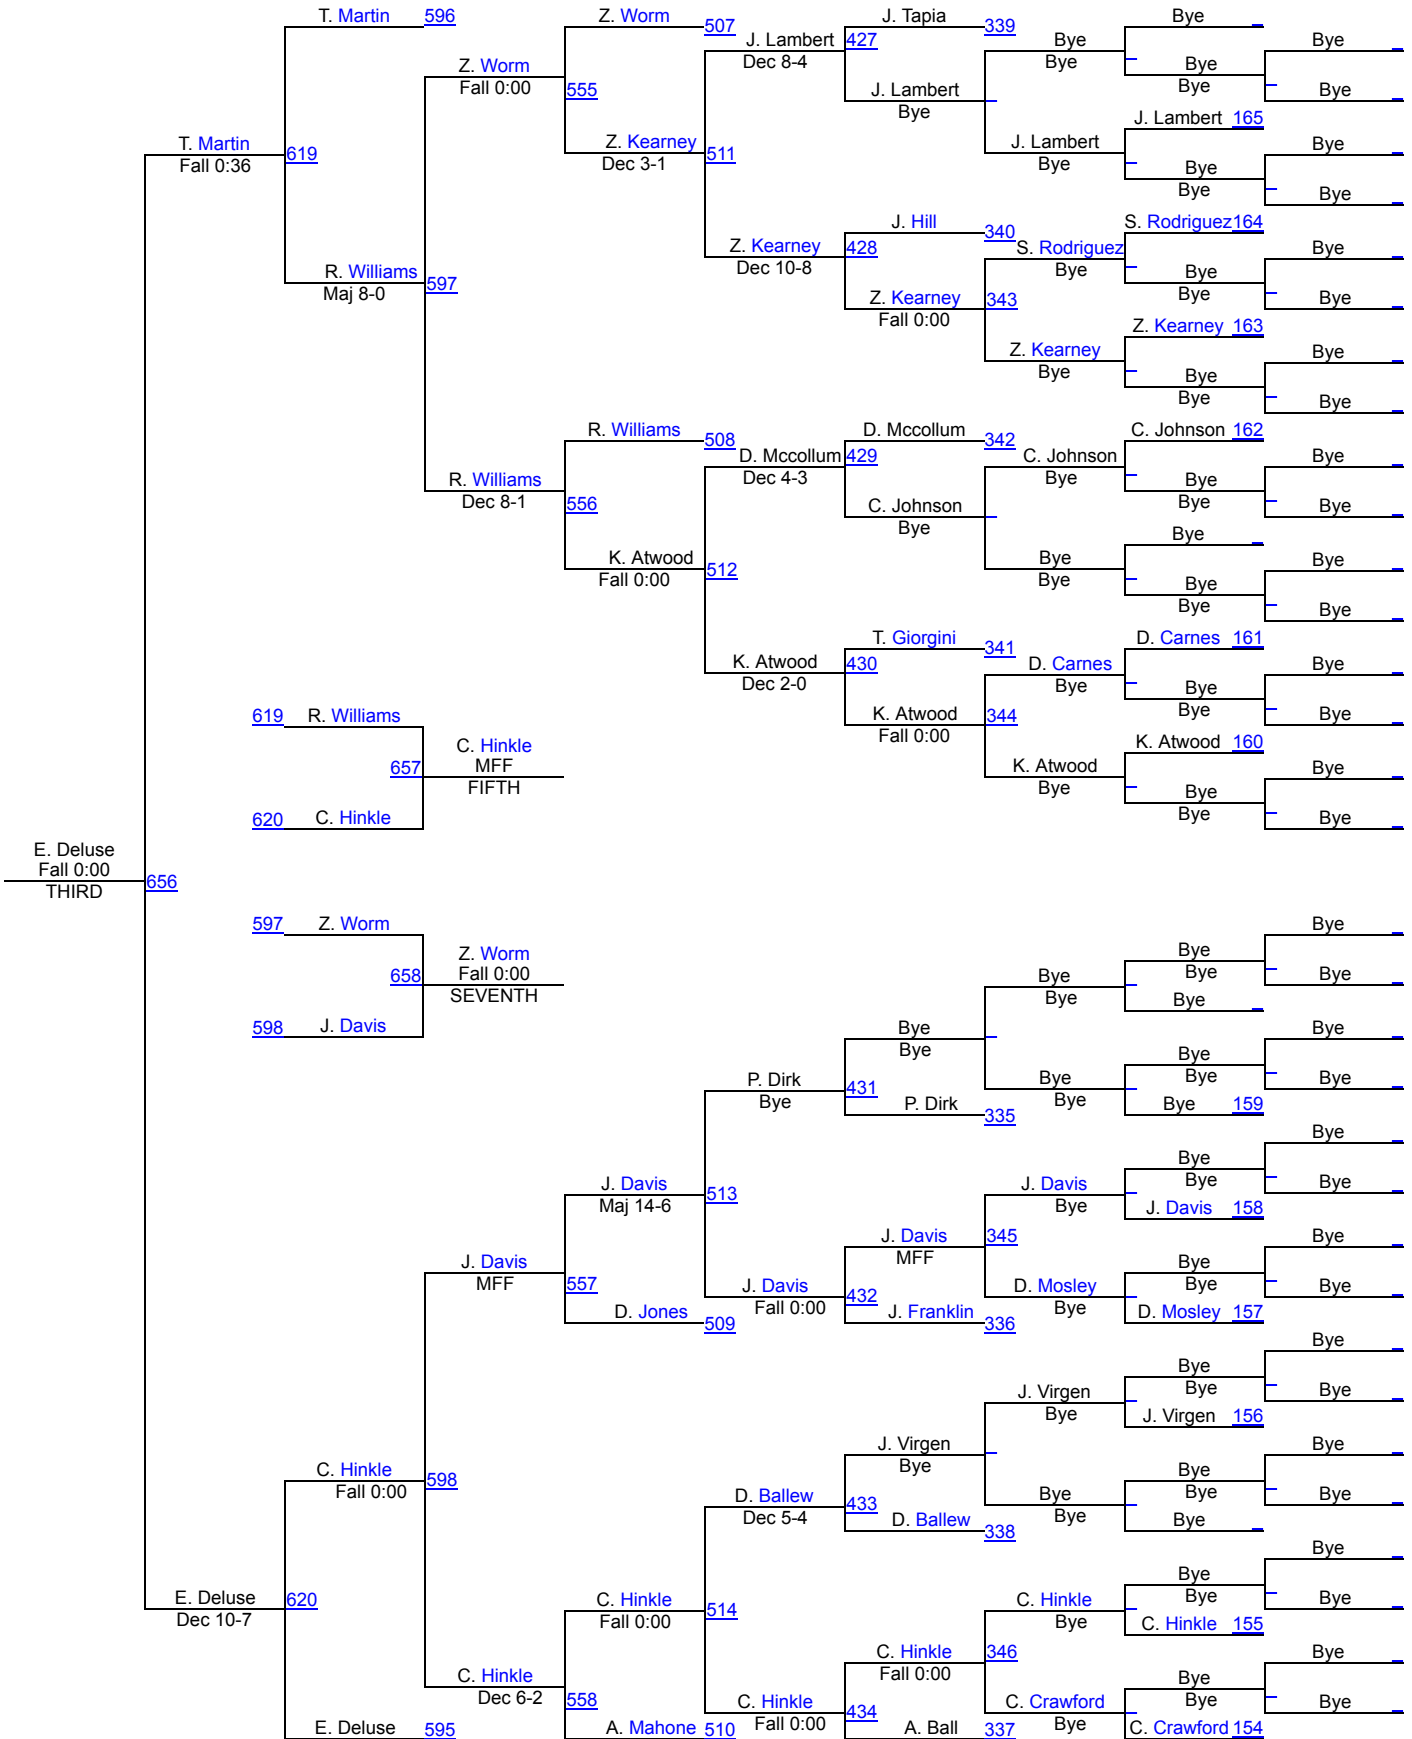 T. Martin 596
Z. Worm 507
J. Tapia 339
Bye
J. Lambert 427
Dec 8-4
Bye
Bye
Bye
Z. Worm
Fall 0:00
555
Bye
Bye
J. Lambert
Bye
Bye
J. Lambert 165
T. Martin
Fall 0:36
619
Z. Kearney
Dec 3-1
511
J. Lambert
Bye
Bye
Bye
Bye
Bye
J. Hill 340
S. Rodriguez 164
Z. Kearney
Dec 10-8
428
S. Rodriguez
Bye
Bye
R. Williams
Maj 8-0
597
Bye
Bye
Z. Kearney
Fall 0:00
343
Bye
Z. Kearney 163
Z. Kearney
Bye
Bye
Bye
Bye
Bye
R. Williams 508
D. Mccollum 342
C. Johnson 162
D. Mccollum 429
Dec 4-3
C. Johnson
Bye
Bye
R. Williams
Dec 8-1
556
Bye
Bye
C. Johnson
Bye
Bye
Bye
K. Atwood
Fall 0:00
512
Bye
Bye
Bye
Bye
Bye
Bye
T. Giorgini 341
D. Carnes 161
K. Atwood
Dec 2-0
430
D. Carnes
Bye
Bye
Bye
Bye
619 R. Williams
K. Atwood
Fall 0:00
344
Bye
C. Hinkle
MFF
FIFTH
657
K. Atwood 160
K. Atwood
Bye
Bye
Bye
Bye
620 C. Hinkle
Bye
E. Deluse
Fall 0:00
THIRD
656
597 Z. Worm
Bye
Z. Worm
Fall 0:00
SEVENTH
658
Bye
Bye
Bye
Bye
Bye
Bye
598 J. Davis
Bye
Bye
Bye
Bye
Bye
P. Dirk
Bye
431
Bye
Bye
Bye
P. Dirk 335
Bye 159
Bye
J. Davis
Maj 14-6
513
J. Davis
Bye
Bye
Bye
Bye
J. Davis 158
J. Davis
MFF
345
Bye
J. Davis
MFF
557
Bye
Bye
Bye
J. Davis
Fall 0:00
432
D. Mosley
Bye
D. Jones 509
J. Franklin 336
D. Mosley 157
Bye
Bye
Bye
Bye
J. Virgen
Bye
J. Virgen 156
J. Virgen
Bye
Bye
C. Hinkle
Fall 0:00
598
Bye
Bye
Bye
D. Ballew
Dec 5-4
433
Bye
Bye
D. Ballew 338
Bye
Bye
E. Deluse
Dec 10-7
620
C. Hinkle
Fall 0:00
514
C. Hinkle
Bye
Bye
Bye
Bye
C. Hinkle 155
C. Hinkle
Fall 0:00
346
Bye
C. Hinkle
Dec 6-2
558
Bye
Bye
Bye
C. Hinkle
Fall 0:00
434
C. Crawford
Bye
E. Deluse 595
A. Mahone 510
A. Ball 337
C. Crawford 154